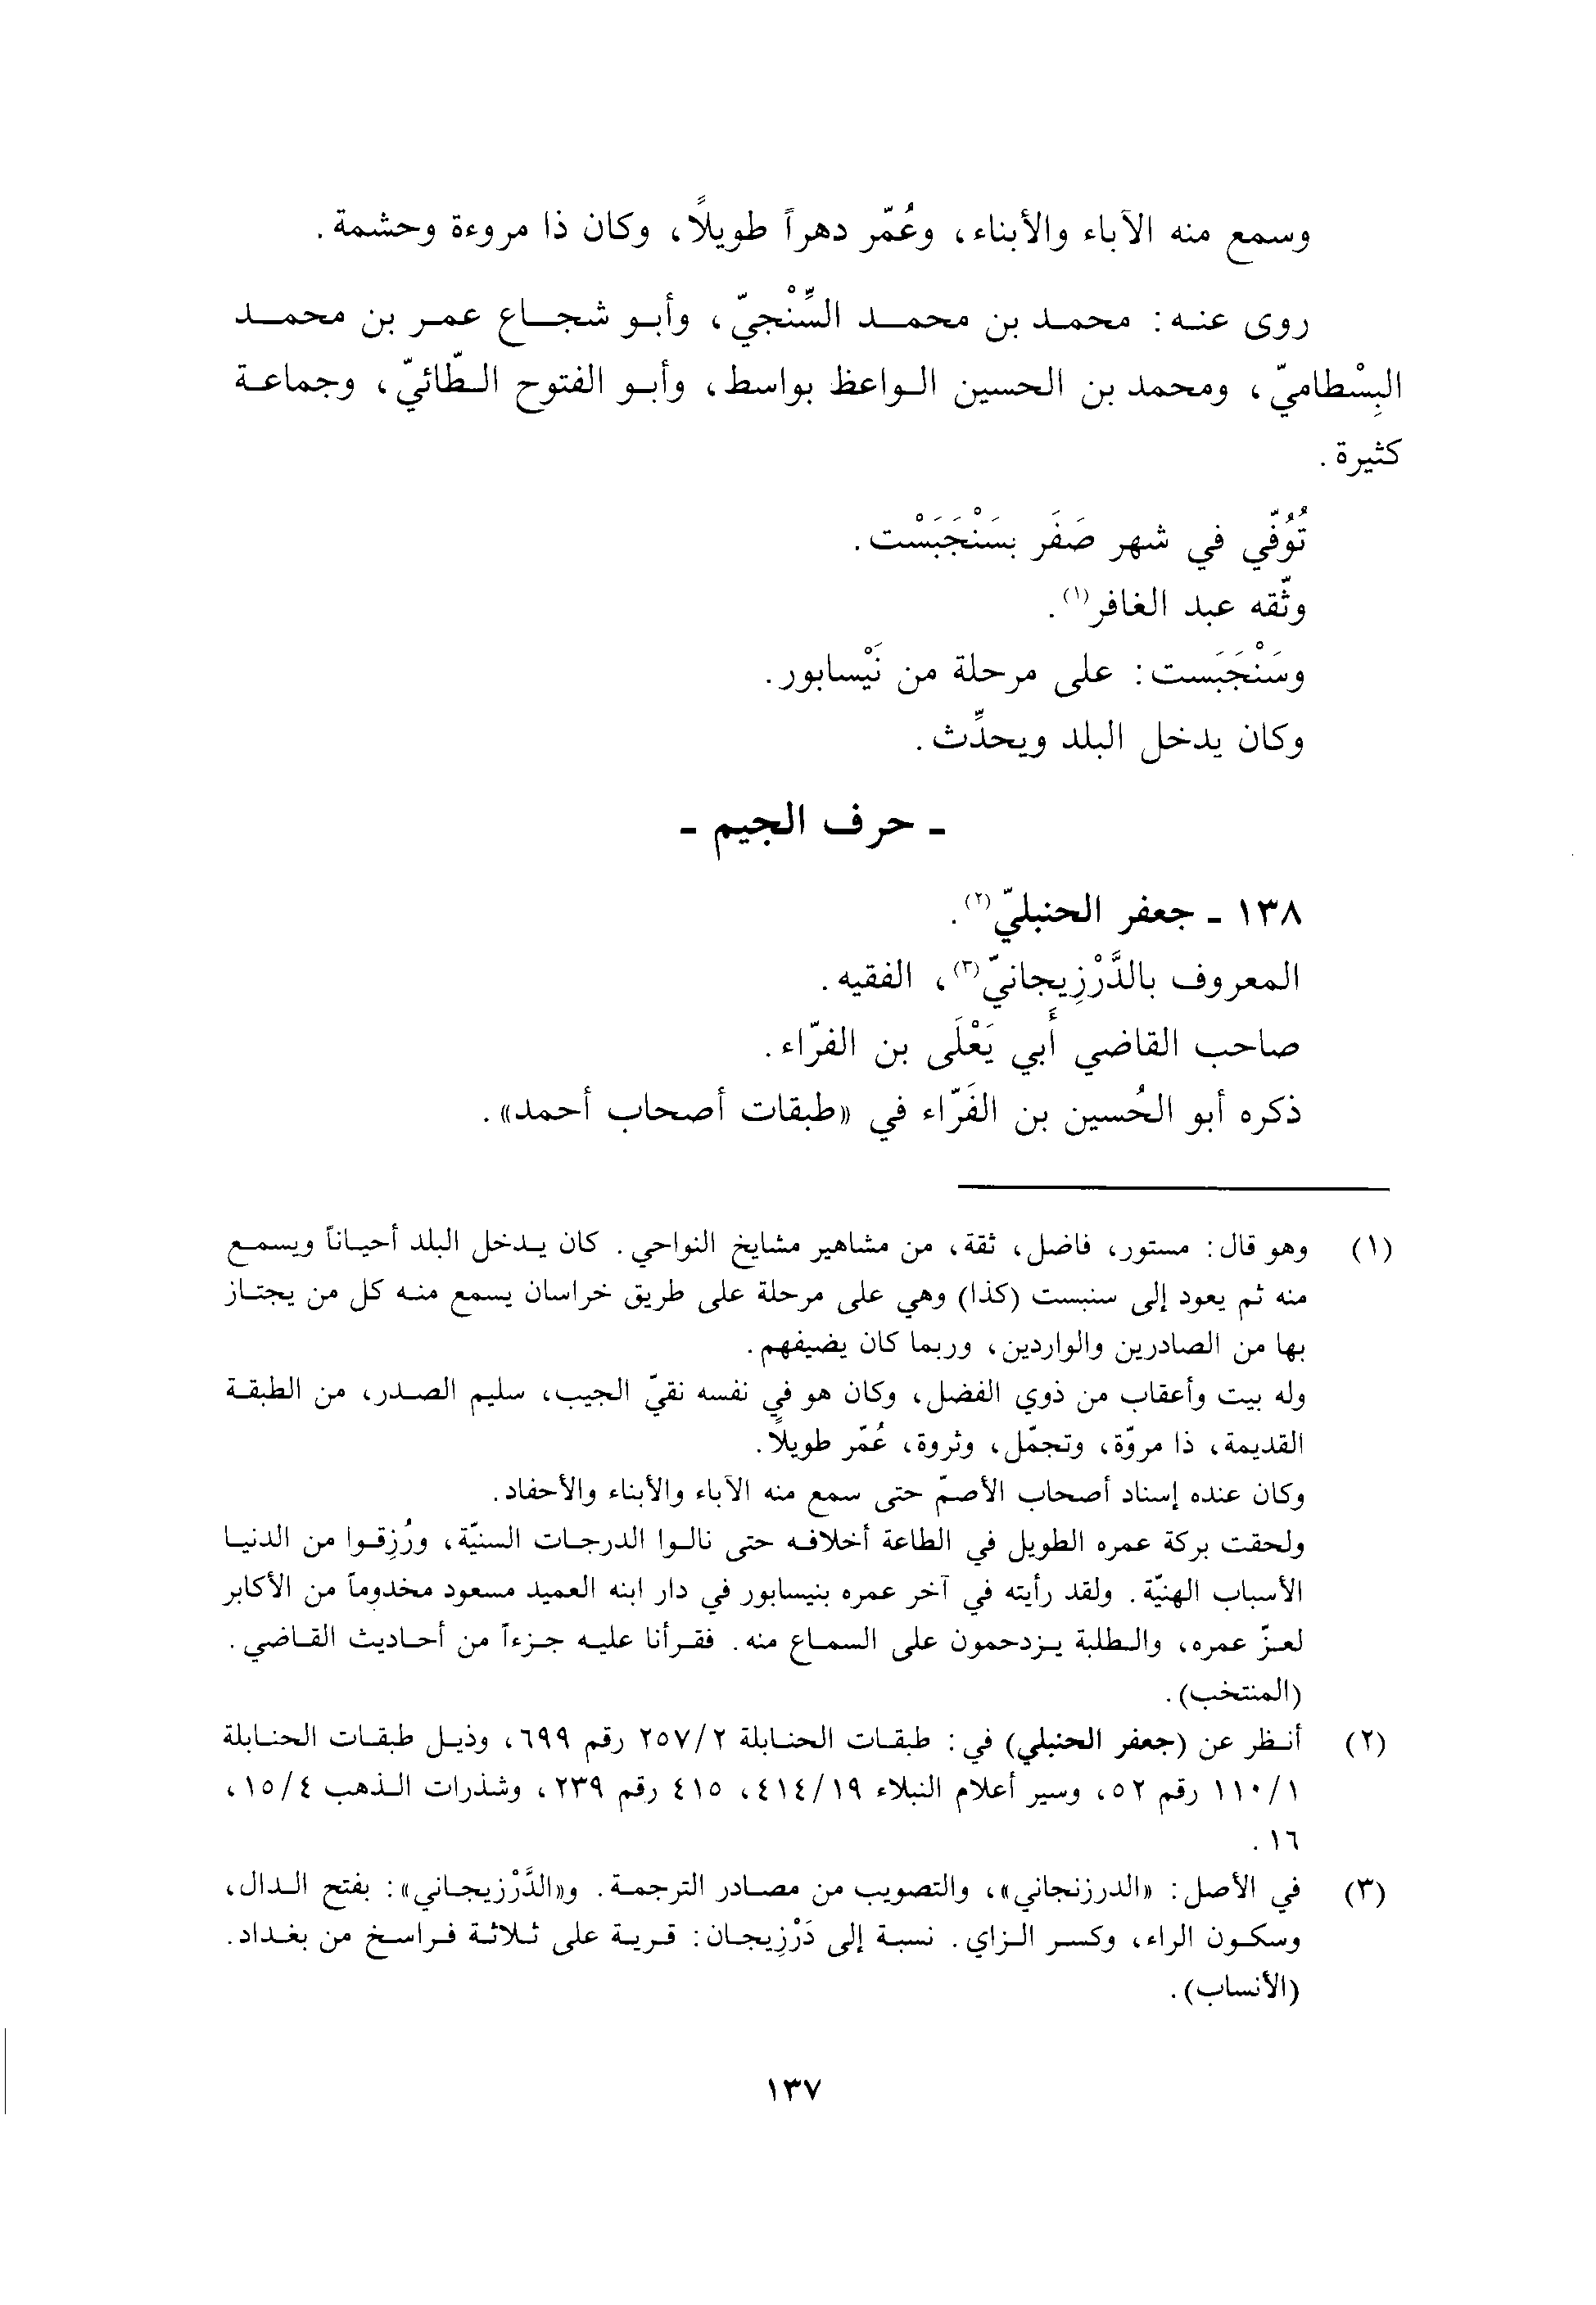 وسمع منه الآباء والأبناء، وعُمّر دهراً طويلاً، وكان ذا مروءة وحشمة.
روى عنه: محمد بن محمد السِّنْجيّ، وأبو شجاع عمر بن محمد
البِسْطاميّ، ومحمد بن الحسين الواعظ بواسط، وأبو الفتوح الطّائيّ، وجماعة
كثيرة.
تُوُفّي في شهر صَفَر بسَنْجَبَسْت.
وثّقه عبد الغافر(١).
وسَنْجَبَست: على مرحلة من نَيْسابور.
وكان يدخل البلد ويحدِّث.
- حرف الجيم -
١٣٨ - جعفر الحنبليّ(٢).
المعروف بالدَّرْزِيجانيّ(٣)، الفقيه.
صاحب القاضي أَبي يَعْلَى بن الفرّاء.
ذكره أبو الحُسين بن الفَرّاء في «طبقات أصحاب أحمد».
(١) وهو قال: مستور، فاضل، ثقة، من مشاهير مشايخ النواحي. كان يدخل البلد أحياناً ويسمع
منه ثم يعود إلى سنبست (كذا) وهي على مرحلة على طريق خراسان يسمع منه كل من يجتاز
بها من الصادرين والواردين، وربما كان يضيفهم.
وله بيت وأعقاب من ذوي الفضل، وكان هو في نفسه نقيّ الجيب، سليم الصدر، من الطبقة
القديمة، ذا مروّة، وتجمّل، وثروة، عُمّر طويلاً.
وكان عنده إسناد أصحاب الأصمّ حتى سمع منه الآباء والأبناء والأحفاد.
ولحقت بركة عمره الطويل في الطاعة أخلافه حتى نالوا الدرجات السنيّة، ورُزِقوا من الدنيا
الأسباب الهنيّة. ولقد رأيته في آخر عمره بنيسابور في دار ابنه العميد مسعود مخدوماً من الأكابر
لعزّ عمره، والطلبة يزدحمون على السماع منه. فقرأنا عليه جزءاً من أحاديث القاضي.
(المنتخب).
(٢) أنظر عن (جعفر الحنبلي) في: طبقات الحنابلة ٢/٢٥٧ رقم ٦٩٩، وذيل طبقات الحنابلة
١/١١٠ رقم ٥٢، وسير أعلام النبلاء ١٩/٤١٤، ٤١٥ رقم ٢٣٩، وشذرات الذهب ٤/١٥،
١٦.
(٣) في الأصل: «الدرزنجاني»، والتصويب من مصادر الترجمة. و«الدَّرْزيجاني»: بفتح الدال،
وسكون الراء، وكسر الزاي. نسبة إلى دَرْزِيجان: قرية على ثلاثة فراسخ من بغداد.
(الأنساب).
١٣٧